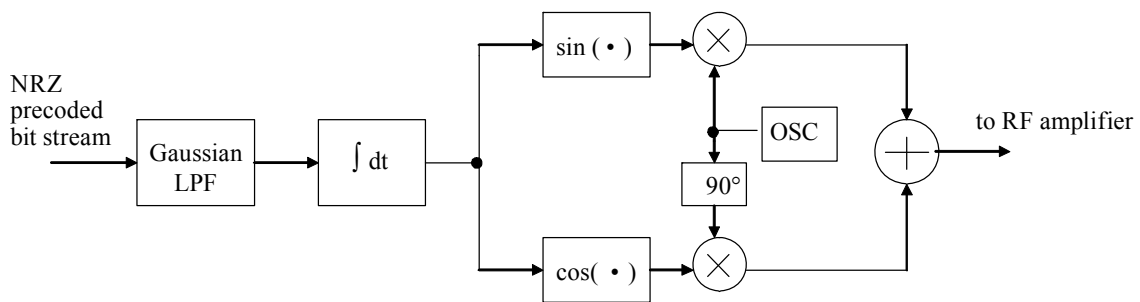 NRZ
precoded
bit stream
Gaussian
LPF
∫ dt
sin ( • )
cos( • )
OSC
90°
to RF amplifier